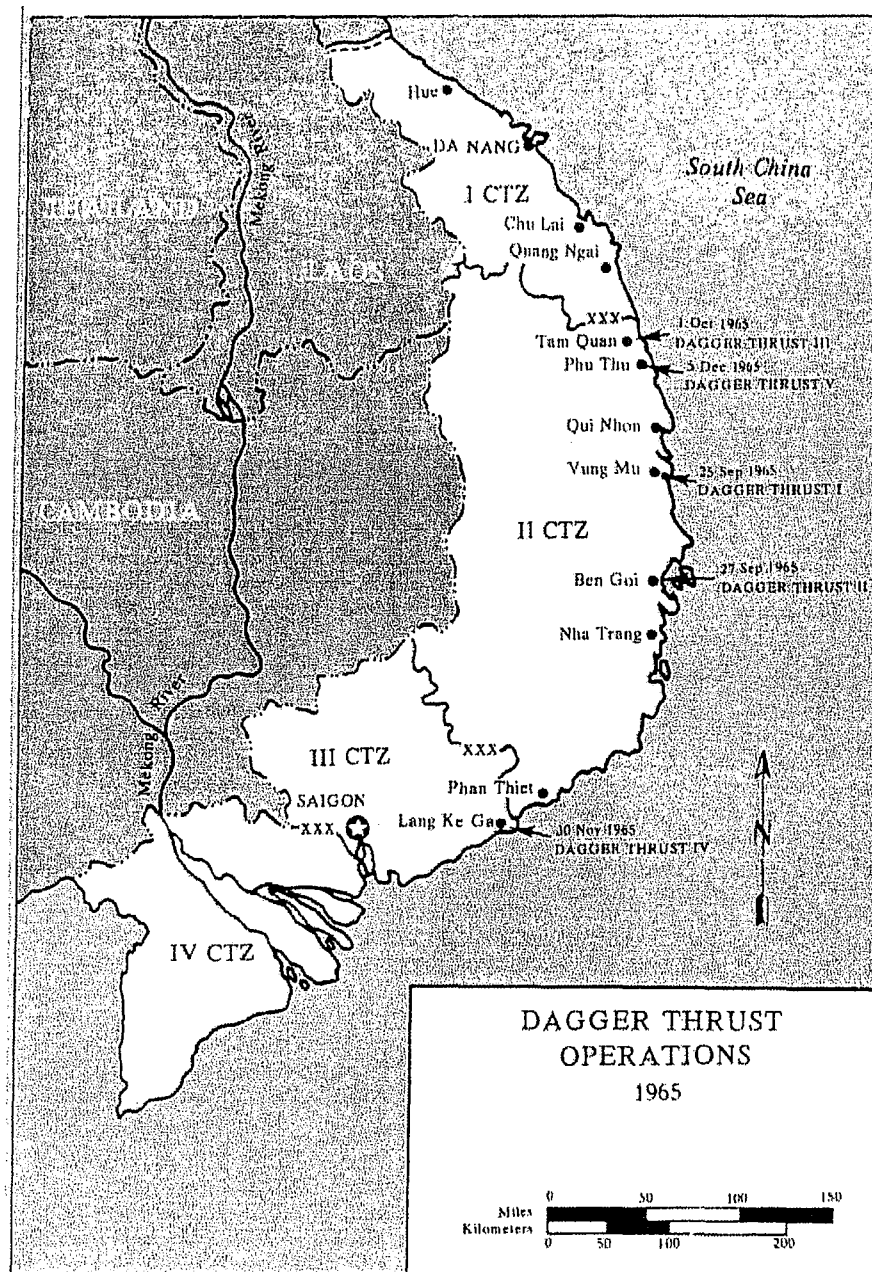 Hue
DA NANG
I CTZ
South China
Sea
Mekong River
THAILAND
LAOS
Chu Lai
Quang Ngai
XXX
1 Oct 1965
DAGGER THRUST III
Tam Quan
Phu Thu
5 Dec 1965
DAGGER THRUST V
Qui Nhon
Vung Mu
25 Sep 1965
DAGGER THRUST I
CAMBODIA
II CTZ
Ben Goi
27 Sep 1965
DAGGER THRUST II
Nha Trang
Mekong River
III CTZ
XXX
SAIGON
XXX
Phan Thiet
Lang Ke Ga
30 Nov 1965
DAGGER THRUST IV
N
IV CTZ
DAGGER THRUST
OPERATIONS
1965
0 50 100 150
Miles
Kilometers
0 50 100 200